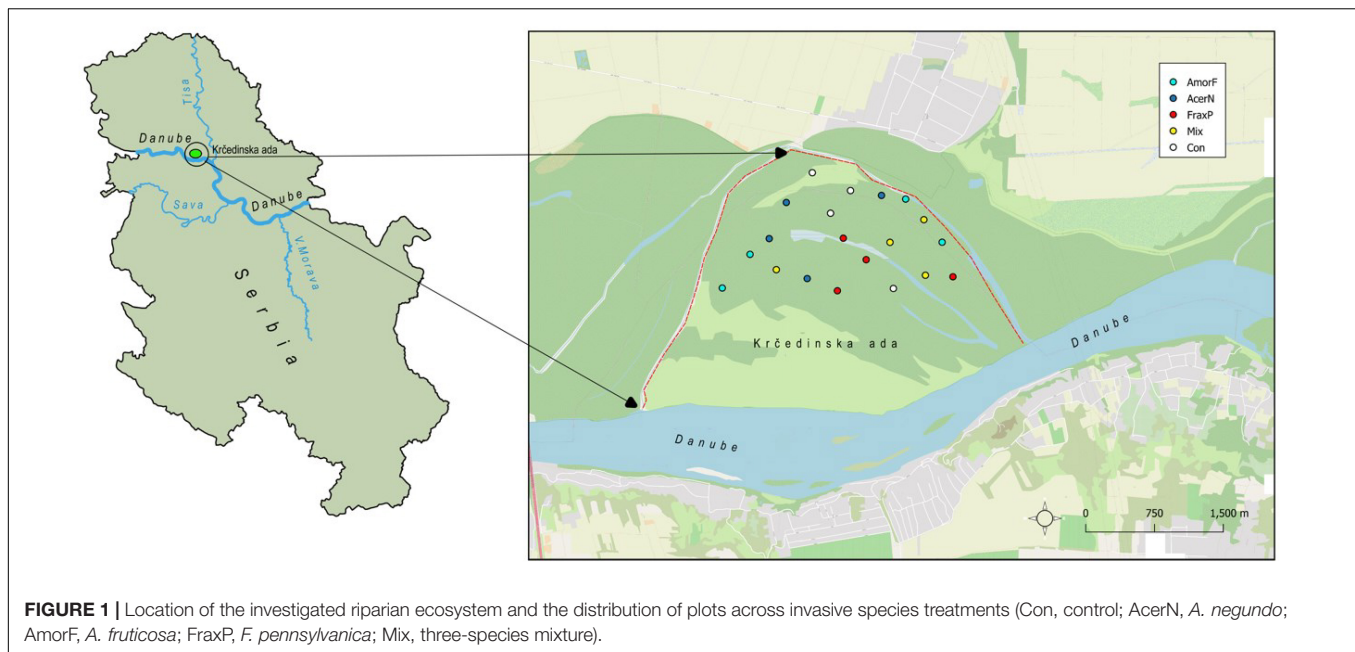 Tisa
Danube
Krčedinska ada
Sava
Danube
V.Morava
Serbia
AmorF
AcerN
FraxP
Mix
Con
Krčedinska ada
Danube
Danube
0 750 1,500 m
FIGURE 1 | Location of the investigated riparian ecosystem and the distribution of plots across invasive species treatments (Con, control; AcerN, A. negundo;
AmorF, A. fruticosa; FraxP, F. pennsylvanica; Mix, three-species mixture).